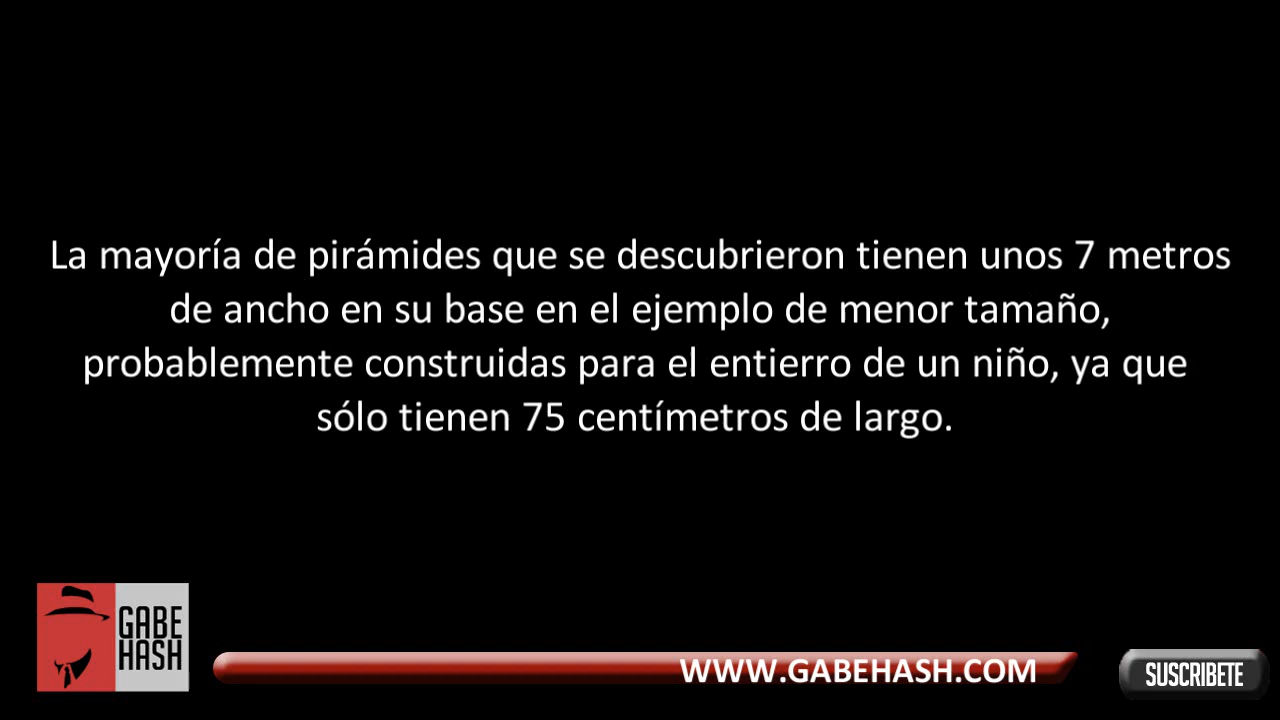 La mayoría de pirámides que se descubrieron tienen unos 7 metros
de ancho en su base en el ejemplo de menor tamaño,
probablemente construidas para el entierro de un niño, ya que
sólo tienen 75 centímetros de largo.
GABE
HASH
WWW.GABEHASH.COM
SUSCRIBETE